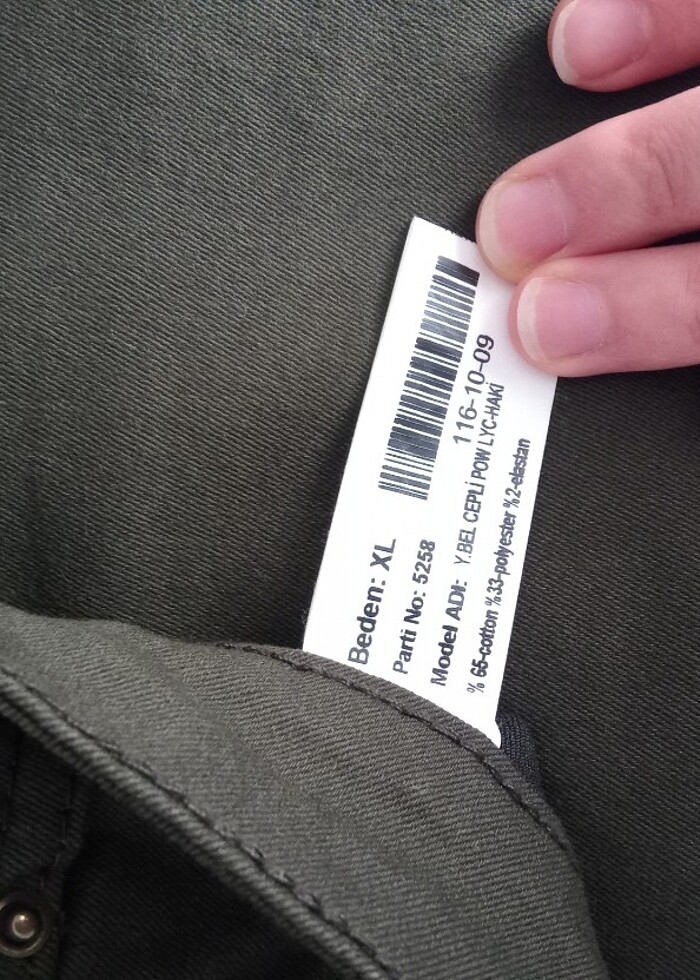 116-10-09
Beden: XL
Parti No: 5258
Model ADI: Y.BEL CEPLİ POW LYC-HAKİ
% 65-cotton %33-polyester %2-elastan